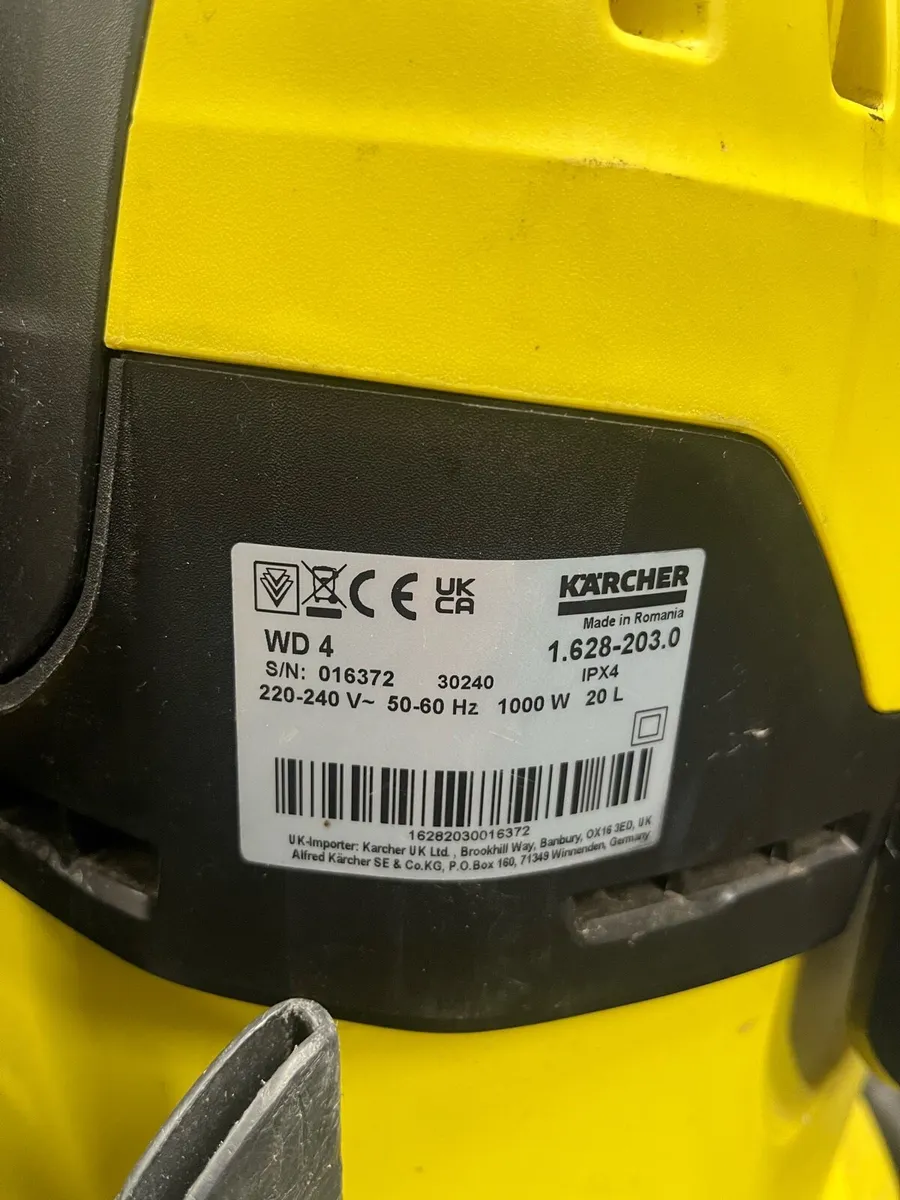 CE UK CA
KÄRCHER
Made in Romania
WD 4 1.628-203.0
S/N: 016372 30240 IPX4
220-240 V~ 50-60 Hz 1000 W 20 L
16282030016372
UK-Importer: Karcher UK Ltd., Brookhill Way, Banbury, OX16 3ED, UK
Alfred Kärcher SE & Co.KG, P.O.Box 160, 71349 Winnenden, Germany